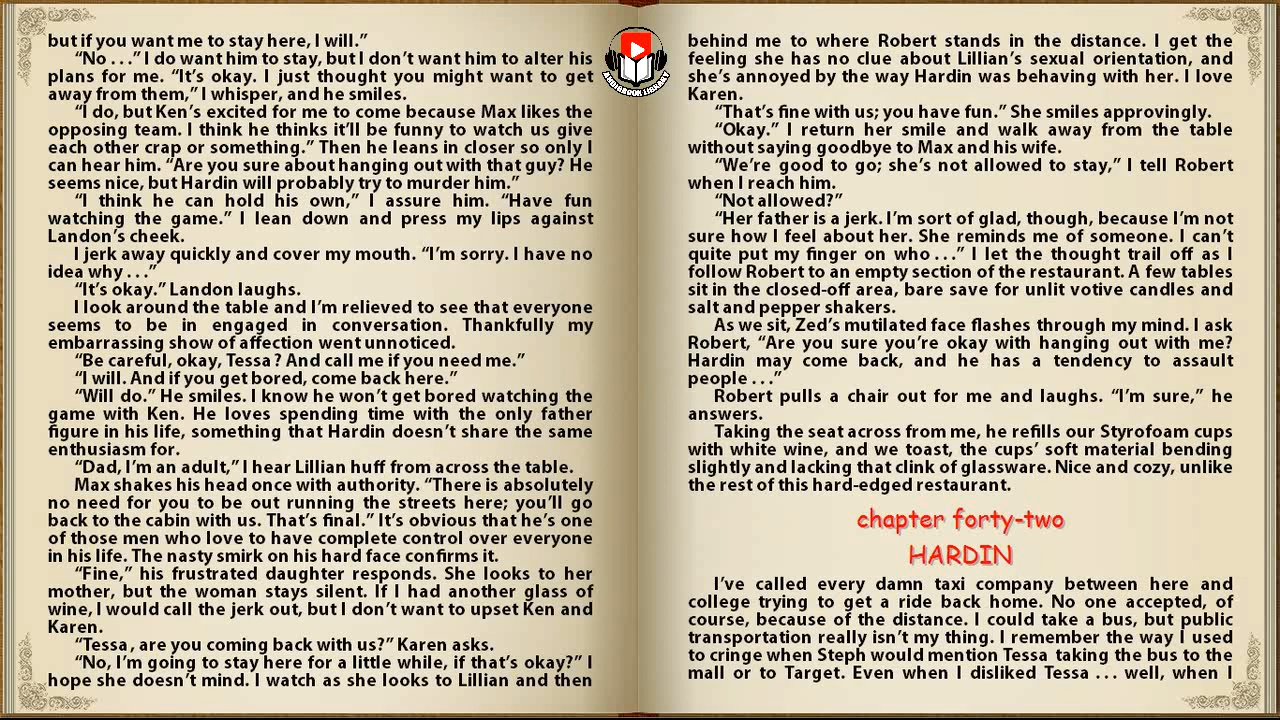 but if you want me to stay here, I will.”
“No . . .” I do want him to stay, but I don’t want him to alter his
plans for me. “It’s okay. I just thought you might want to get
away from them,” I whisper, and he smiles.
“I do, but Ken’s excited for me to come because Max likes the
opposing team. I think he thinks it’ll be funny to watch us give
each other crap or something.” Then he leans in closer so only I
can hear him. “Are you sure about hanging out with that guy? He
seems nice, but Hardin will probably try to murder him.”
“I think he can hold his own,” I assure him. “Have fun
watching the game.” I lean down and press my lips against
Landon’s cheek.
I jerk away quickly and cover my mouth. “I’m sorry. I have no
idea why . . .”
“It’s okay.” Landon laughs.
I look around the table and I’m relieved to see that everyone
seems to be in engaged in conversation. Thankfully my
embarrassing show of affection went unnoticed.
“Be careful, okay, Tessa? And call me if you need me.”
“I will. And if you get bored, come back here.”
“Will do.” He smiles. I know he won’t get bored watching the
game with Ken. He loves spending time with the only father
figure in his life, something that Hardin doesn’t share the same
enthusiasm for.
“Dad, I’m an adult,” I hear Lillian huff from across the table.
Max shakes his head once with authority. “There is absolutely
no need for you to be out running the streets here; you’ll go
back to the cabin with us. That’s final.” It’s obvious that he’s one
of those men who love to have complete control over everyone
in his life. The nasty smirk on his hard face confirms it.
“Fine,” his frustrated daughter responds. She looks to her
mother, but the woman stays silent. If I had another glass of
wine, I would call the jerk out, but I don’t want to upset Ken and
Karen.
“Tessa, are you coming back with us?” Karen asks.
“No, I’m going to stay here for a little while, if that’s okay?” I
hope she doesn’t mind. I watch as she looks to Lillian and then
AUDIOBOOK LIBRARY
behind me to where Robert stands in the distance. I get the
feeling she has no clue about Lillian’s sexual orientation, and
she’s annoyed by the way Hardin was behaving with her. I love
Karen.
“That’s fine with us; you have fun.” She smiles approvingly.
“Okay.” I return her smile and walk away from the table
without saying goodbye to Max and his wife.
“We’re good to go; she’s not allowed to stay,” I tell Robert
when I reach him.
“Not allowed?”
“Her father is a jerk. I’m sort of glad, though, because I’m not
sure how I feel about her. She reminds me of someone. I can’t
quite put my finger on who . . .” I let the thought trail off as I
follow Robert to an empty section of the restaurant. A few tables
sit in the closed-off area, bare save for unlit votive candles and
salt and pepper shakers.
As we sit, Zed’s mutilated face flashes through my mind. I ask
Robert, “Are you sure you’re okay with hanging out with me?
Hardin may come back, and he has a tendency to assault
people . . .”
Robert pulls a chair out for me and laughs. “I’m sure,” he
answers.
Taking the seat across from me, he refills our Styrofoam cups
with white wine, and we toast, the cups’ soft material bending
slightly and lacking that clink of glassware. Nice and cozy, unlike
the rest of this hard-edged restaurant.
chapter forty-two
HARDIN
I’ve called every damn taxi company between here and
college trying to get a ride back home. No one accepted, of
course, because of the distance. I could take a bus, but public
transportation really isn’t my thing. I remember the way I used
to cringe when Steph would mention Tessa taking the bus to the
mall or to Target. Even when I disliked Tessa . . . well, when I